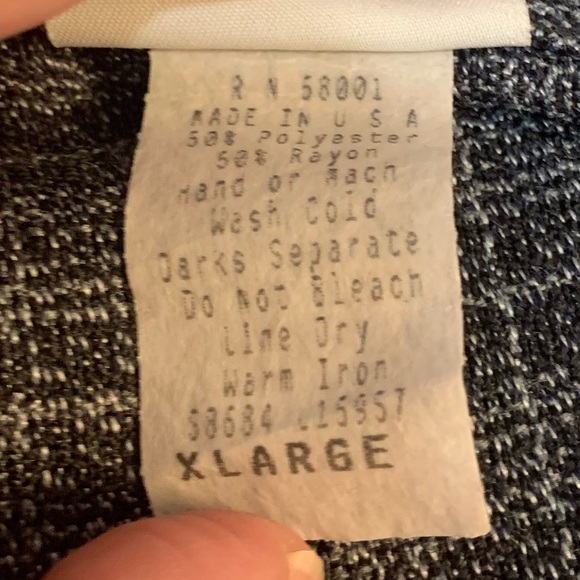 R N 58001
MADE IN U S A
50% Polyester
50% Rayon
Hand or Mach
Wash Cold
Darks Separate
Do Not Bleach
Line Dry
Warm Iron
XLARGE